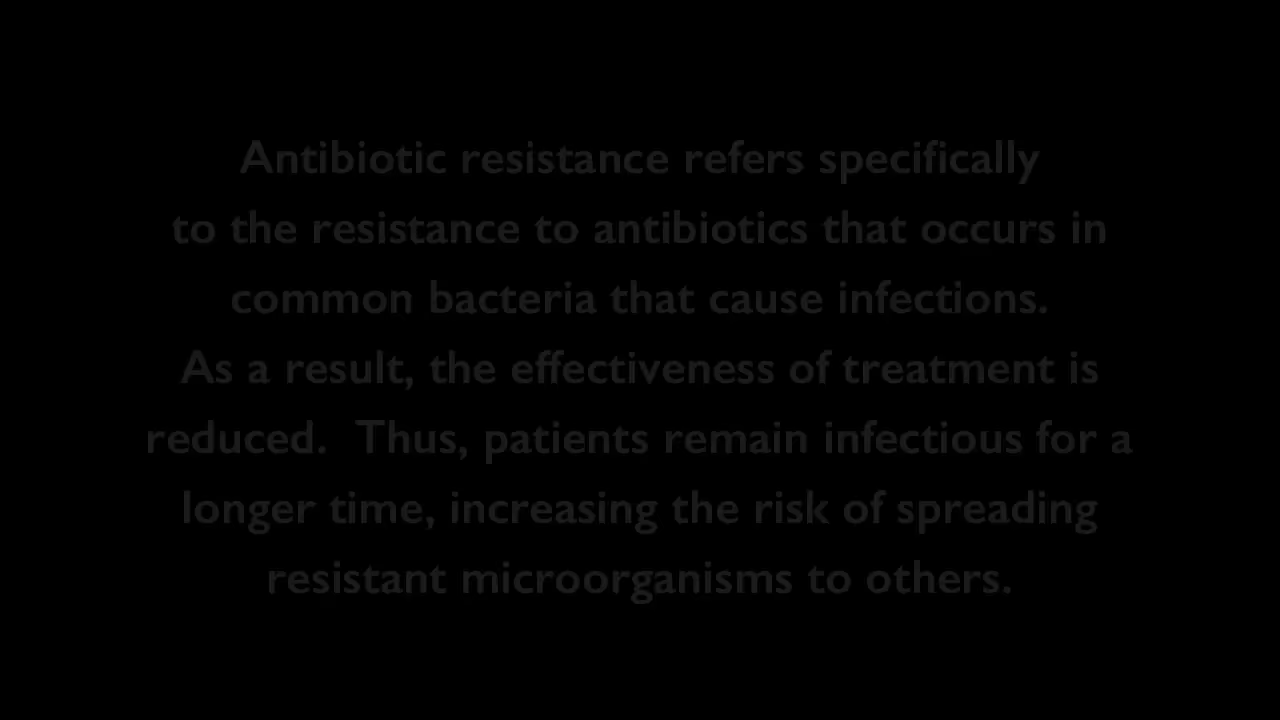 Antibiotic resistance refers specifically
to the resistance to antibiotics that occurs in
common bacteria that cause infections.
As a result, the effectiveness of treatment is
reduced.  Thus, patients remain infectious for a
longer time, increasing the risk of spreading
resistant microorganisms to others.